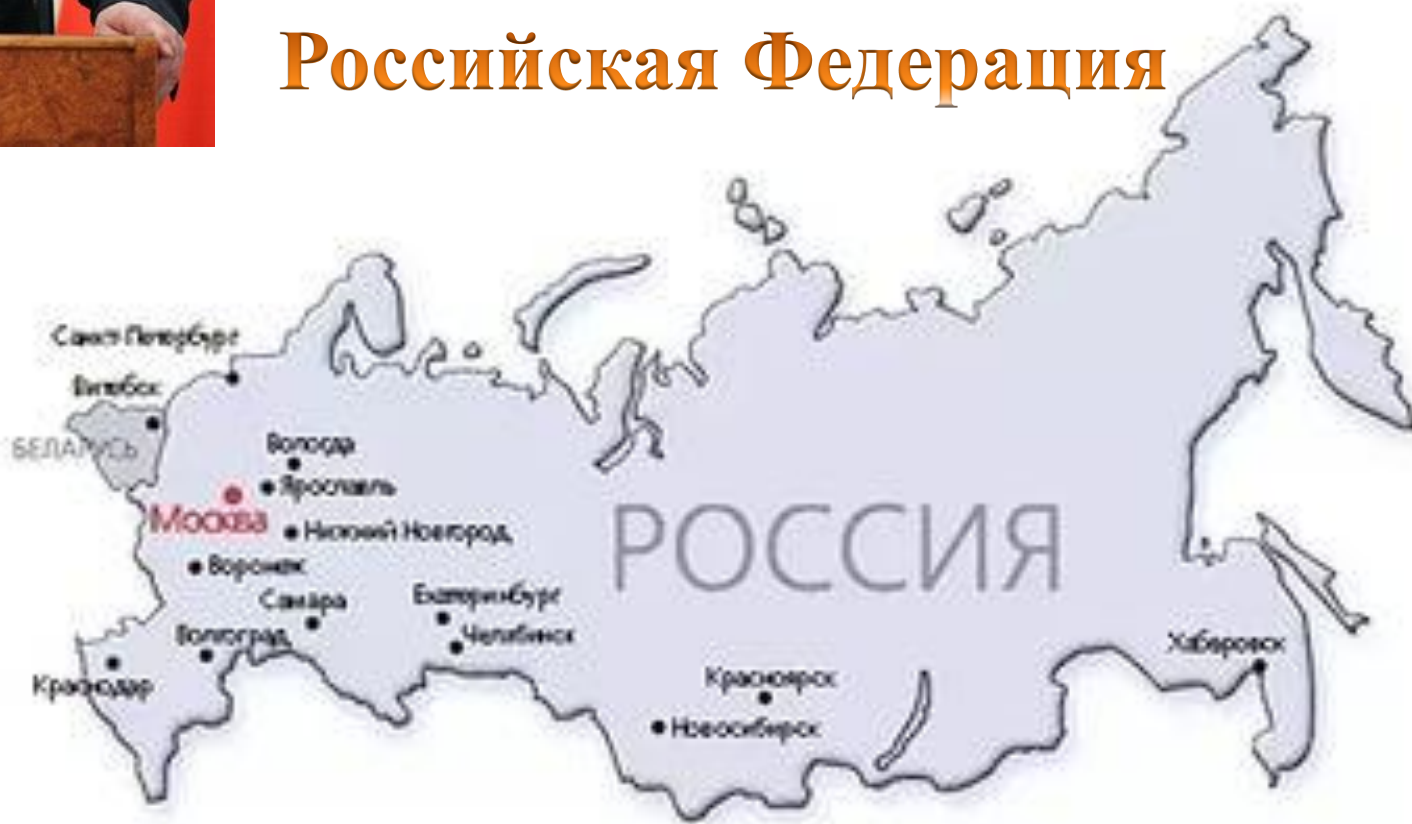 Российская Федерация
Санкт-Петербург
Витебск
БЕЛАРУСЬ
Вологда
Ярославль
Москва
Нижний Новгород
Воронеж
Самара
Екатеринбург
Волгоград
Челябинск
РОССИЯ
Хабаровск
Краснодар
Красноярск
Новосибирск